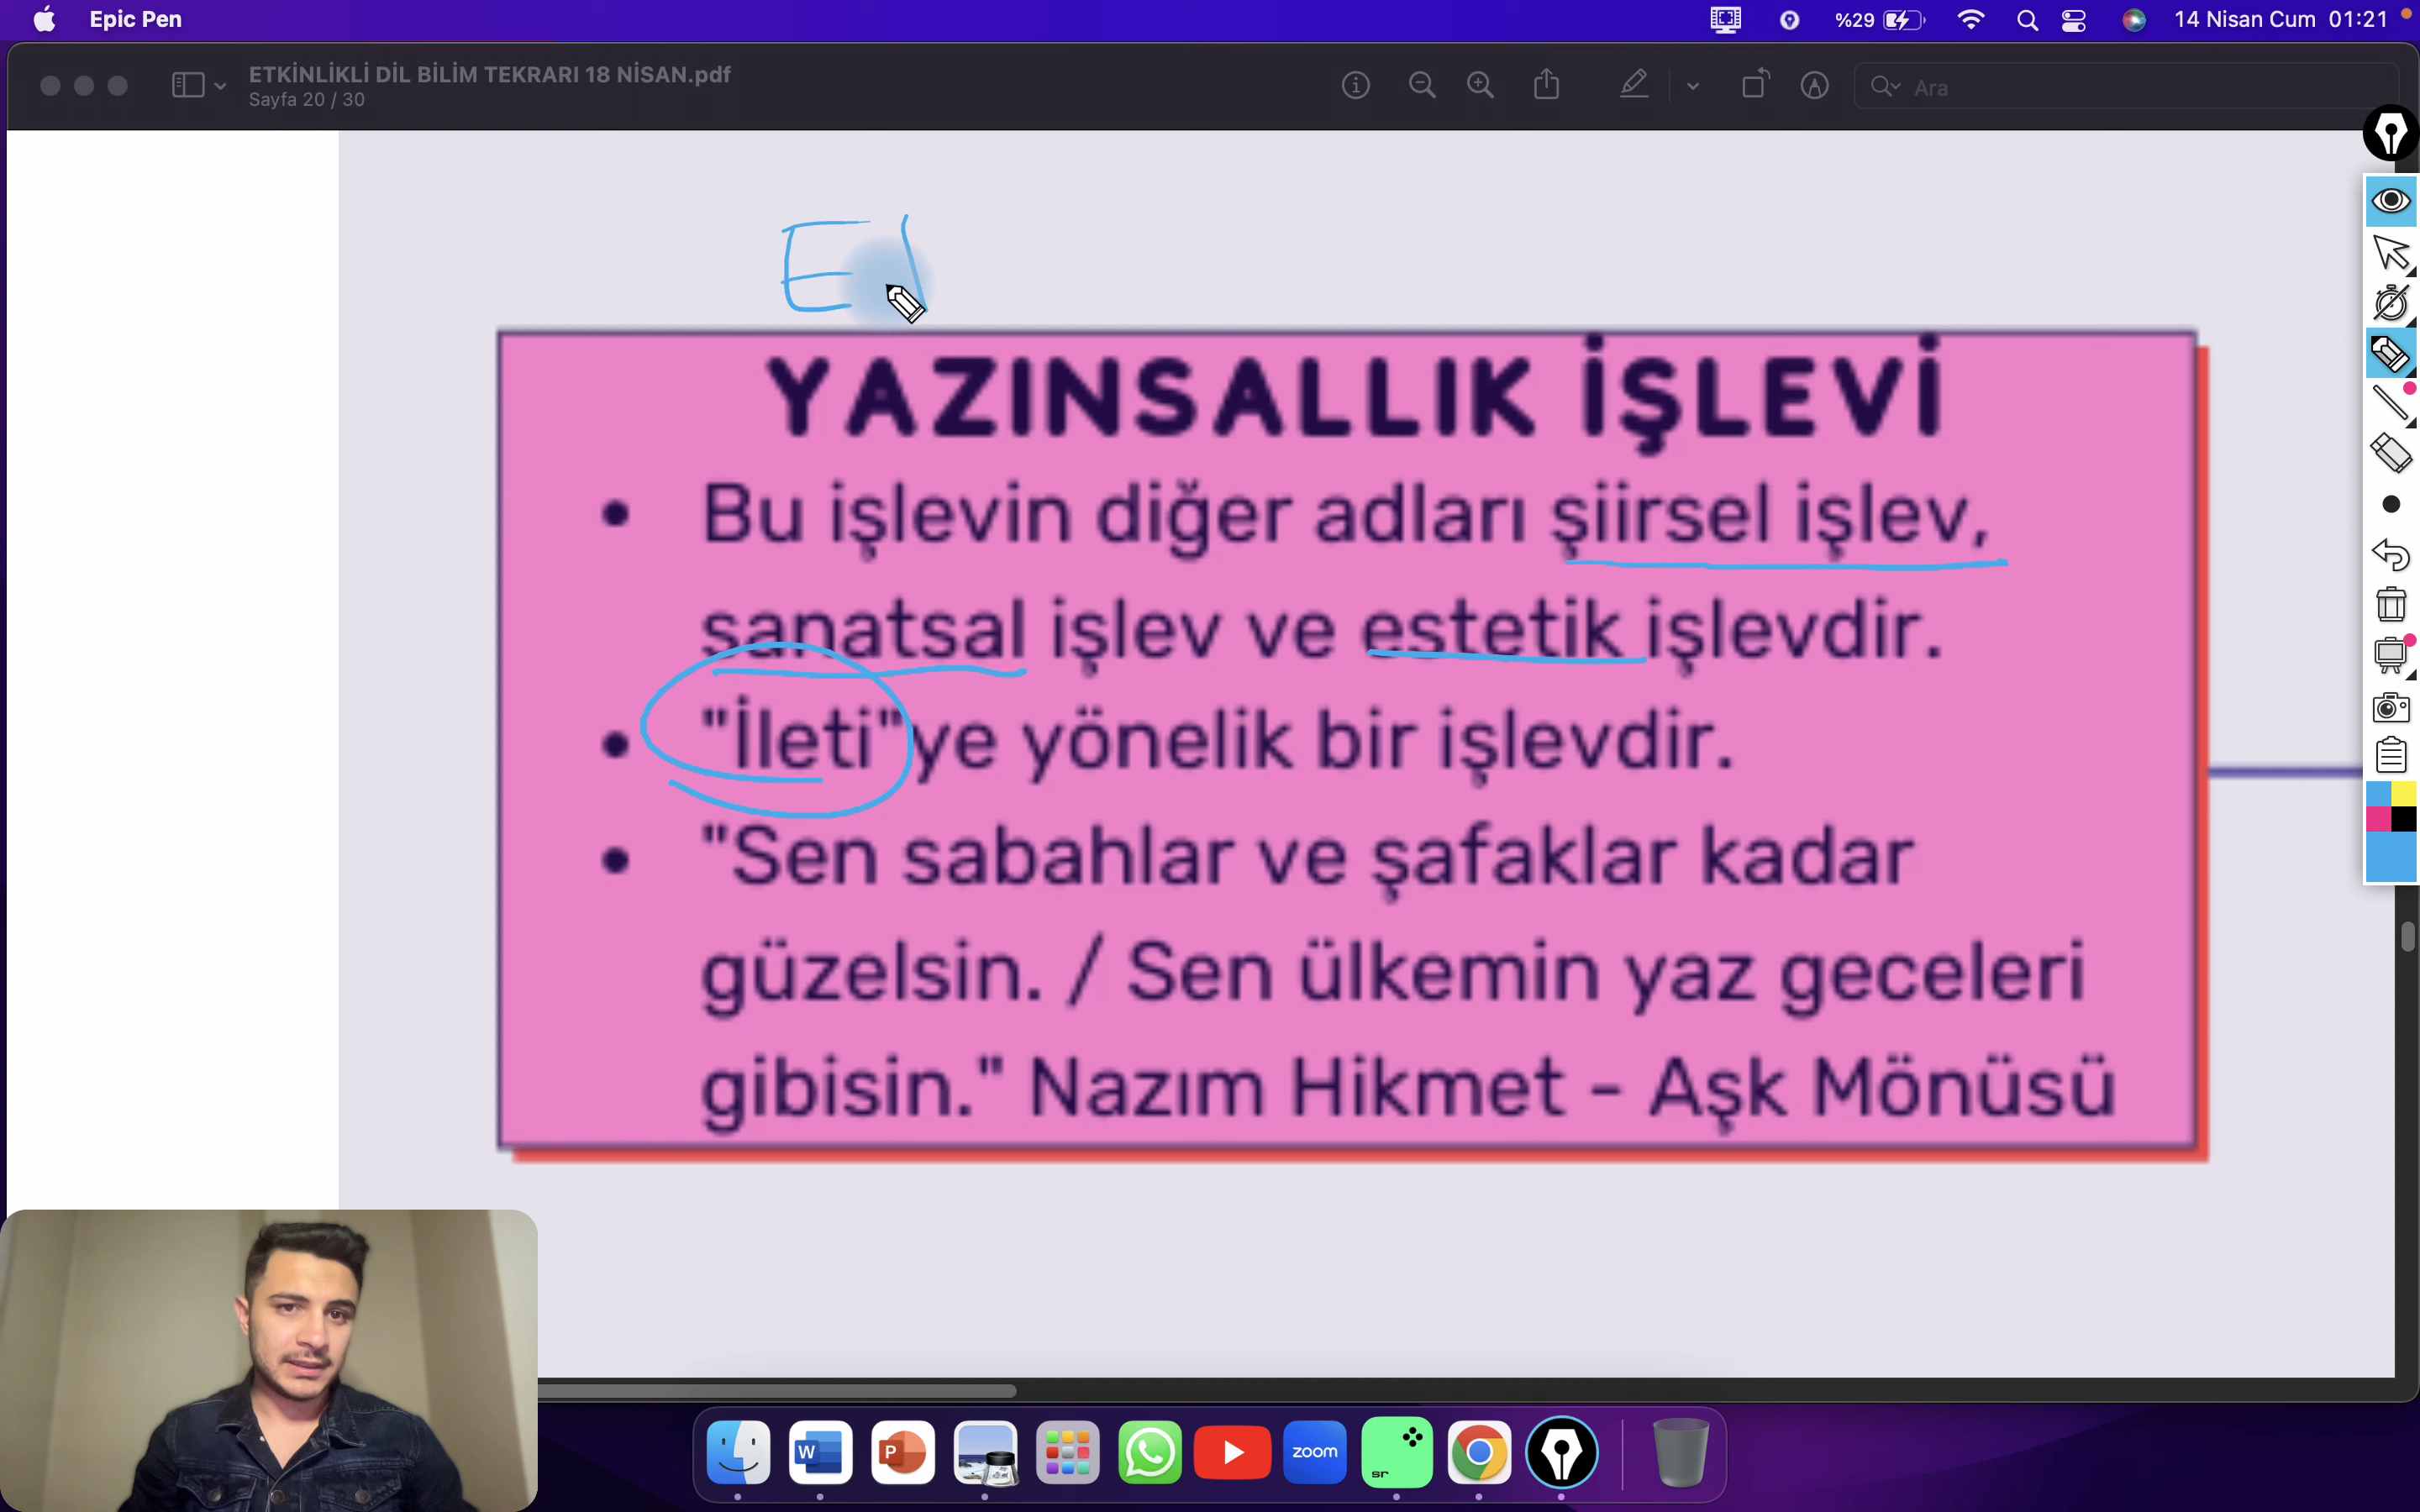 Epic Pen
%29
14 Nisan Cum 01:21
ETKİNLİKLİ DİL BİLİM TEKRARI 18 NİSAN.pdf
Sayfa 20 / 30
Ara
YAZINSALLIK İŞLEVİ
• Bu işlevin diğer adları şiirsel işlev,
sanatsal işlev ve estetik işlevdir.
• "İleti"ye yönelik bir işlevdir.
• "Sen sabahlar ve şafaklar kadar
güzelsin. / Sen ülkemin yaz geceleri
gibisin." Nazım Hikmet - Aşk Mönüsü
W
P
zoom
sr